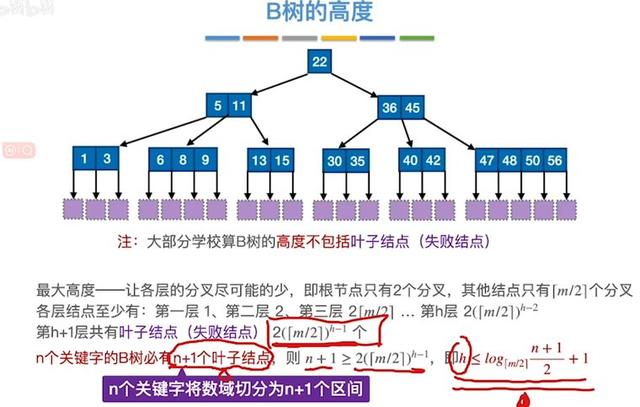 B树的高度
22
5 11
36 45
1 3
6 8 9
13 15
30 35
40 42
47 48 50 56
注：大部分学校算B树的高度不包括叶子结点（失败结点）
最大高度——让各层的分叉尽可能的少，即根节点只有2个分叉，其他结点只有⌈m/2⌉个分叉
各层结点至少有：第一层 1、第二层 2、第三层 2⌈m/2⌉ … 第h层 2(⌈m/2⌉)^{h−2}
第h+1层共有叶子结点（失败结点） 2(⌈m/2⌉)^{h−1} 个
n个关键字的B树必有n+1个叶子结点，则 n + 1 ≥ 2(⌈m/2⌉)^{h−1}，即h ≤ log_{⌈m/2⌉} \frac{n + 1}{2} + 1
n个关键字将数域切分为n+1个区间